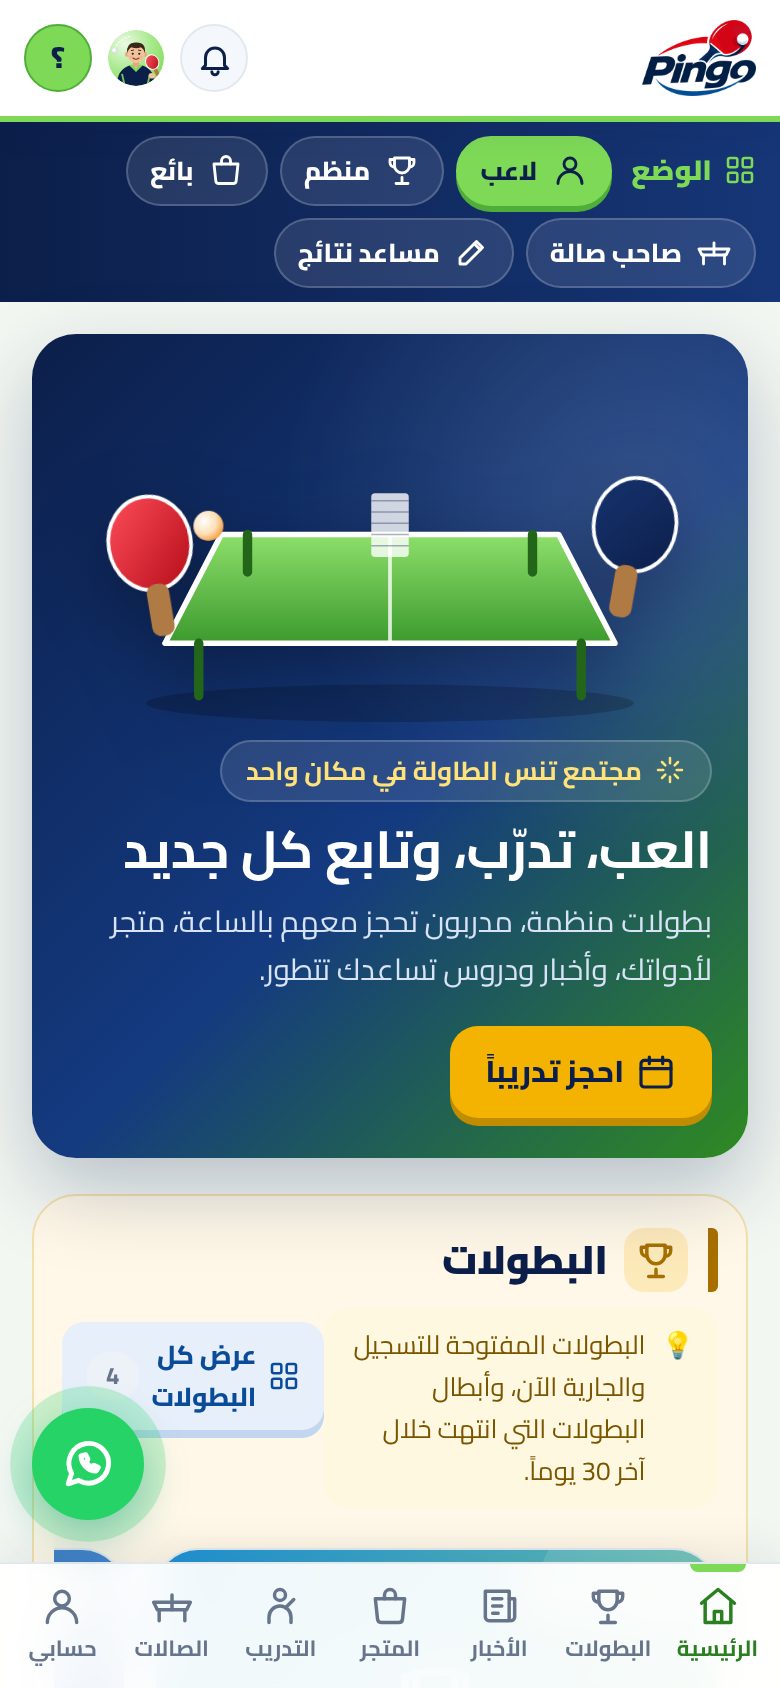 Pingo
؟
الوضع
لاعب
منظم
بائع
صاحب صالة
مساعد نتائج
مجتمع تنس الطاولة في مكان واحد
العب، تدرّب، وتابع كل جديد
بطولات منظمة، مدربون تحجز معهم بالساعة، متجر
لأدواتك، وأخبار ودروس تساعدك تتطور.
احجز تدريباً
البطولات
البطولات المفتوحة للتسجيل
والجارية الآن، وأبطال
البطولات التي انتهت خلال
آخر 30 يوماً.
عرض كل
البطولات
4
الرئيسية
البطولات
الأخبار
المتجر
التدريب
الصالات
حسابي